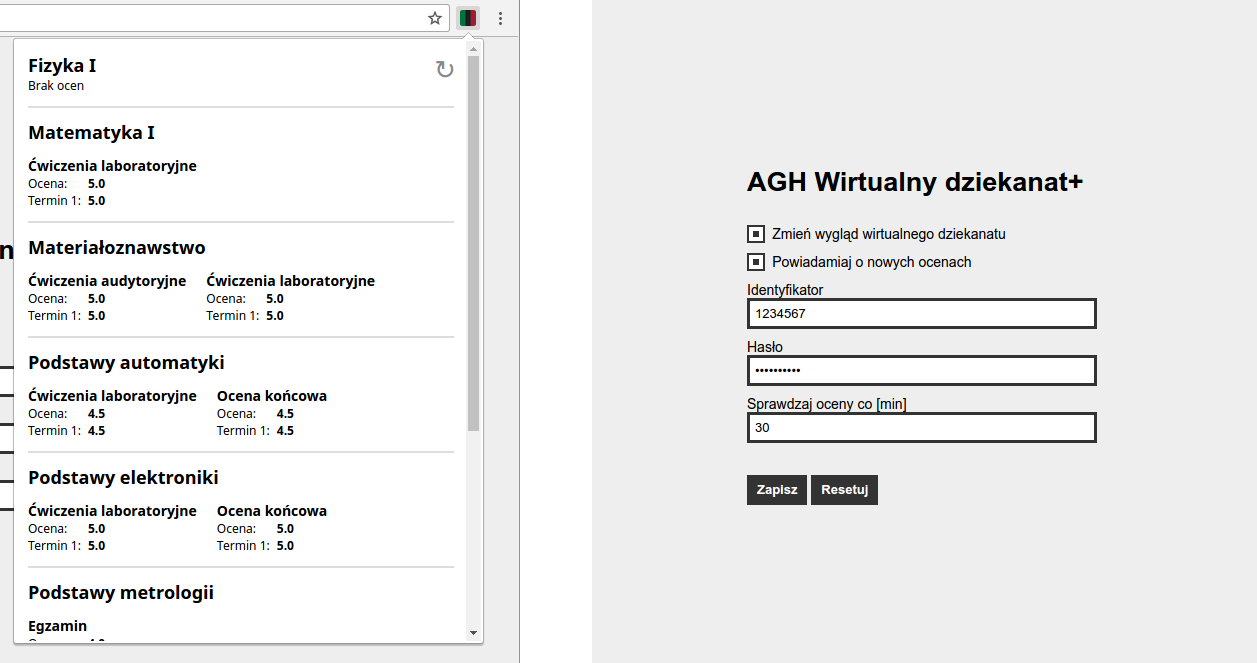 Fizyka I
Brak ocen
Matematyka I
Ćwiczenia laboratoryjne
Ocena: 5.0
Termin 1: 5.0
Materiałoznawstwo
Ćwiczenia audytoryjne Ćwiczenia laboratoryjne
Ocena: 5.0 Ocena: 5.0
Termin 1: 5.0 Termin 1: 5.0
Podstawy automatyki
Ćwiczenia laboratoryjne Ocena końcowa
Ocena: 4.5 Ocena: 4.5
Termin 1: 4.5 Termin 1: 4.5
Podstawy elektroniki
Ćwiczenia laboratoryjne Ocena końcowa
Ocena: 5.0 Ocena: 5.0
Termin 1: 5.0 Termin 1: 5.0
Podstawy metrologii
Egzamin
AGH Wirtualny dziekanat+
Zmień wygląd wirtualnego dziekanatu
Powiadamiaj o nowych ocenach
Identyfikator
1234567
Hasło
••••••••••
Sprawdzaj oceny co [min]
30
Zapisz Resetuj